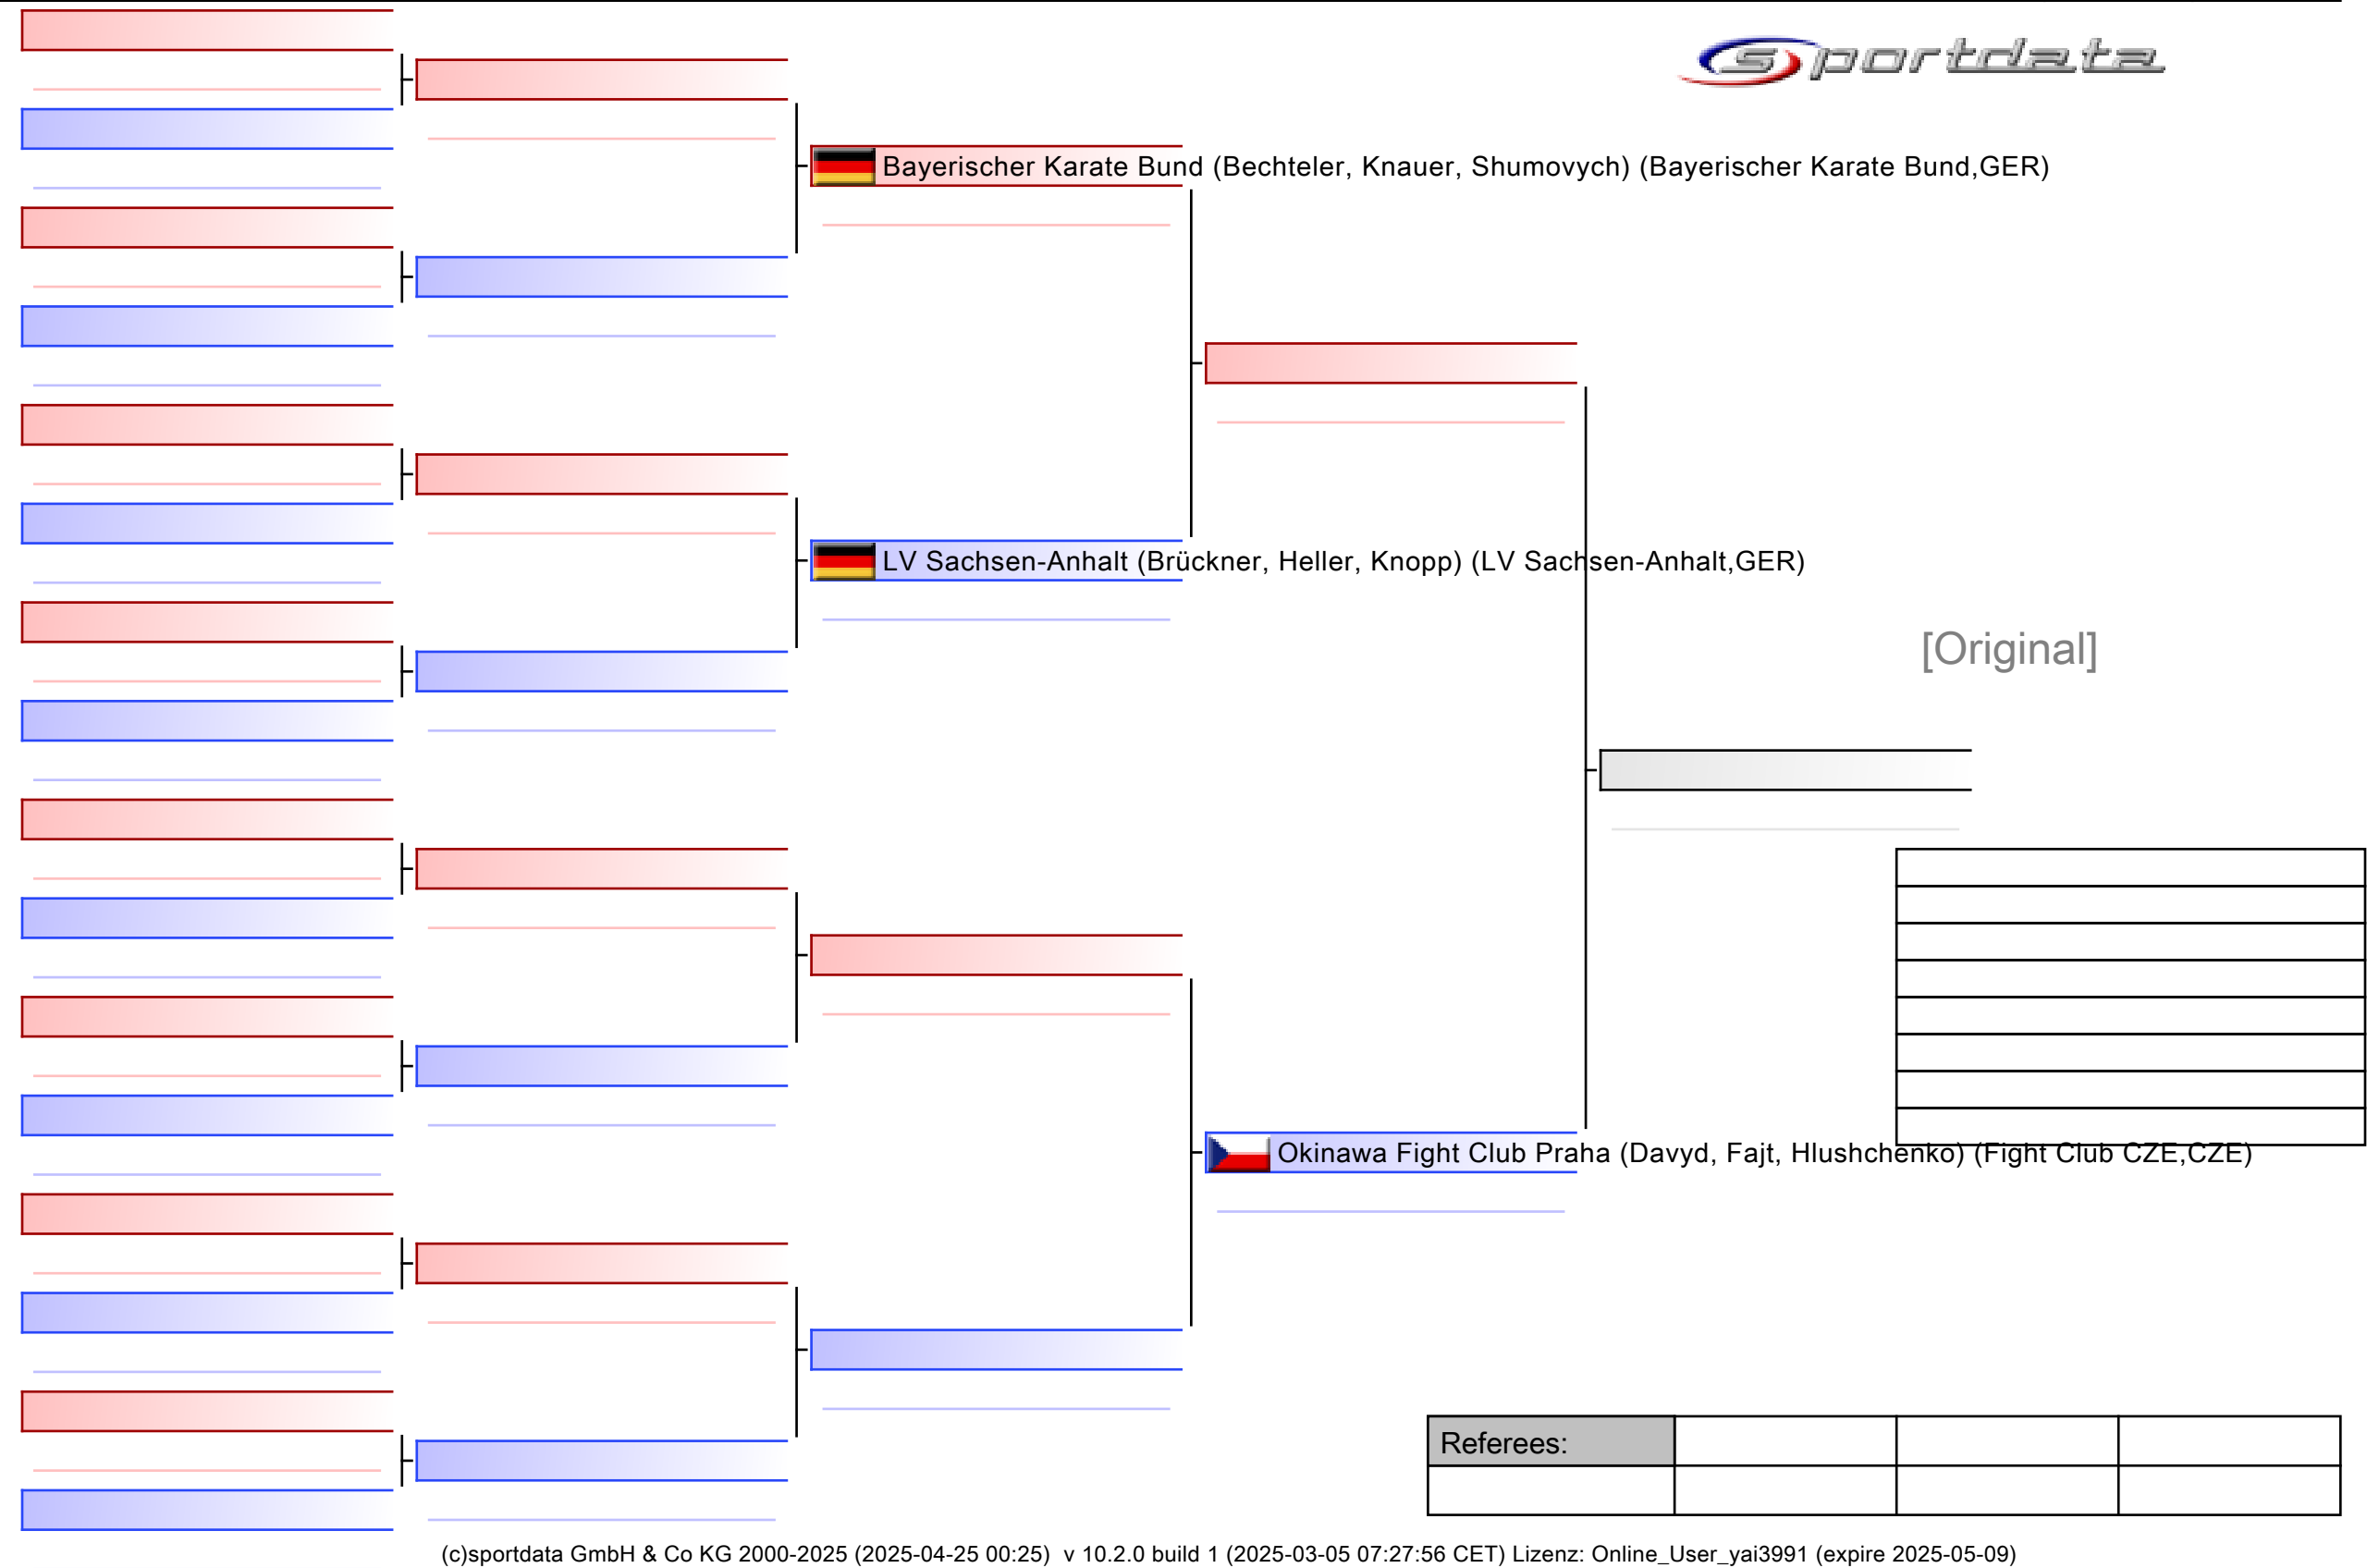 sportdata
Bayerischer Karate Bund (Bechteler, Knauer, Shumovych) (Bayerischer Karate Bund,GER)
LV Sachsen-Anhalt (Brückner, Heller, Knopp) (LV Sachsen-Anhalt,GER)
[Original]
Okinawa Fight Club Praha (Davyd, Fajt, Hlushchenko) (Fight Club CZE,CZE)
Referees:
(c)sportdata GmbH & Co KG 2000-2025 (2025-04-25 00:25)  v 10.2.0 build 1 (2025-03-05 07:27:56 CET) Lizenz: Online_User_yai3991 (expire 2025-05-09)